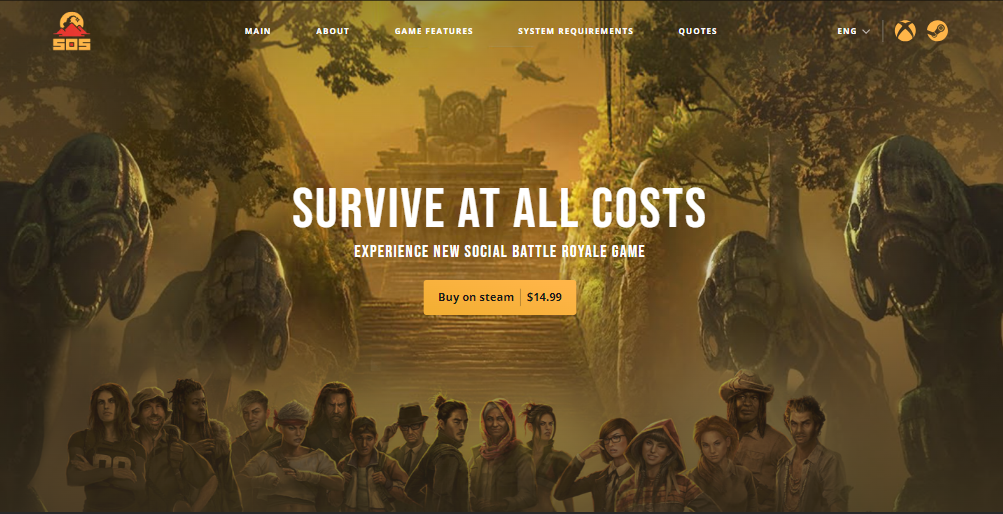 SOS
MAIN
ABOUT
GAME FEATURES
SYSTEM REQUIREMENTS
QUOTES
ENG
SURVIVE AT ALL COSTS
EXPERIENCE NEW SOCIAL BATTLE ROYALE GAME
Buy on steam | $14.99